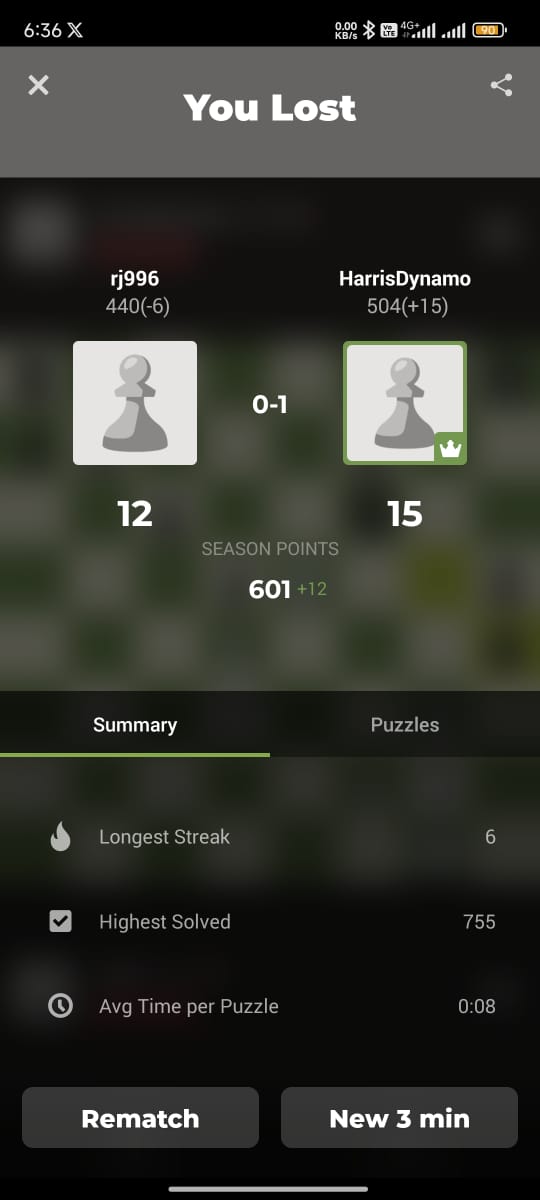 6:36 X
0.00 KB/s Vo LTE 4G+ 90
You Lost
rj996
440(-6)
HarrisDynamo
504(+15)
0-1
12
15
SEASON POINTS
601 +12
Summary
Puzzles
Longest Streak
6
Highest Solved
755
Avg Time per Puzzle
0:08
Rematch
New 3 min